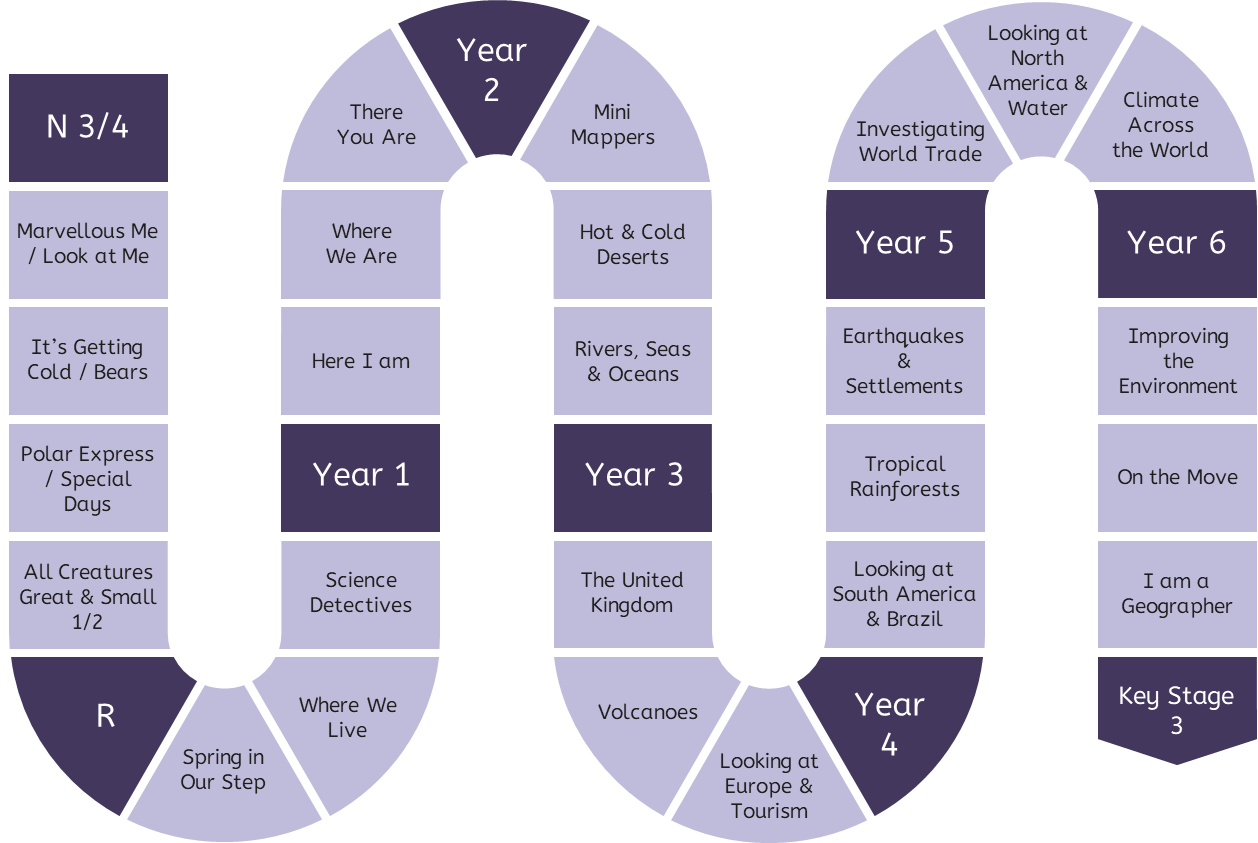 N 3/4
Marvellous Me
/ Look at Me
It's Getting
Cold / Bears
Polar Express
/ Special
Days
All Creatures
Great & Small
1/2
R
Spring in
Our Step
Where We
Live
Science
Detectives
Year 1
Here I am
Where
We Are
There
You Are
Year
2
Mini
Mappers
Hot & Cold
Deserts
Rivers, Seas
& Oceans
Year 3
The United
Kingdom
Volcanoes
Looking at
Europe &
Tourism
Year
4
Looking at
South America
& Brazil
Tropical
Rainforests
Earthquakes
&
Settlements
Year 5
Investigating
World Trade
Looking at
North
America &
Water
Climate
Across
the World
Year 6
Improving
the
Environment
On the Move
I am a
Geographer
Key Stage
3